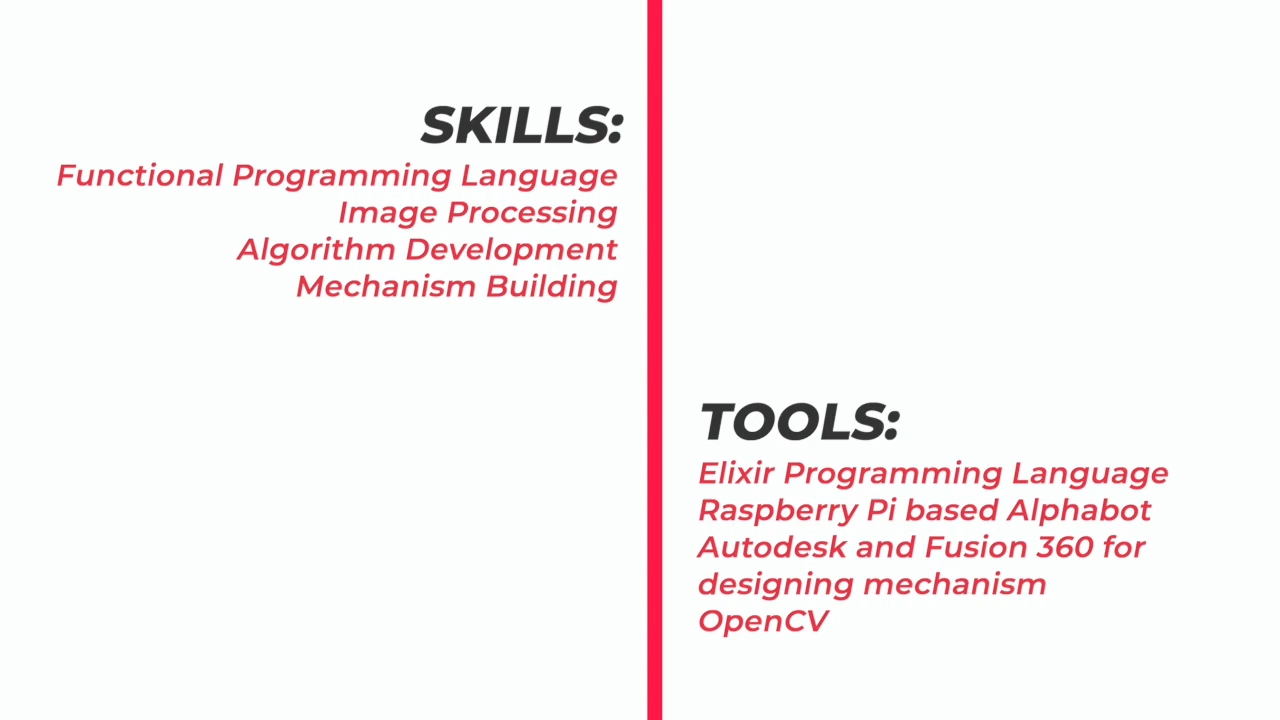 SKILLS:
Functional Programming Language
Image Processing
Algorithm Development
Mechanism Building
TOOLS:
Elixir Programming Language
Raspberry Pi based Alphabot
Autodesk and Fusion 360 for
designing mechanism
OpenCV